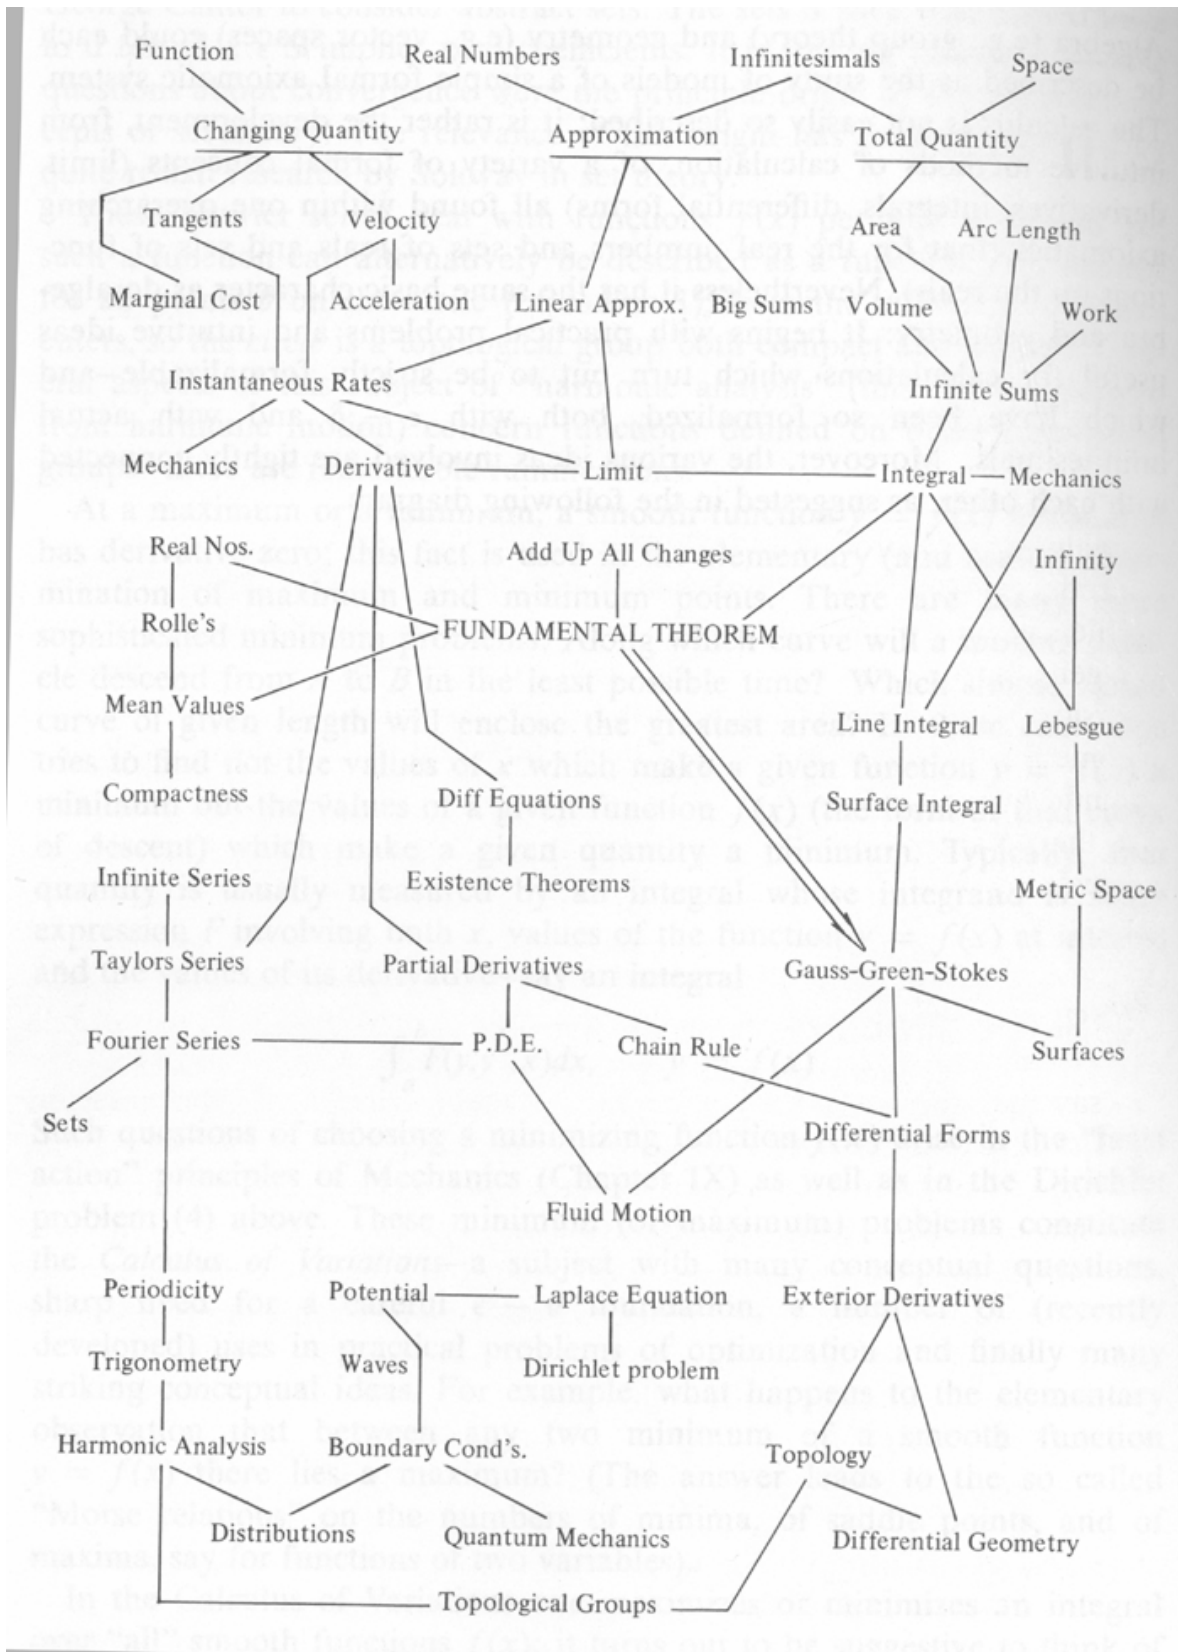 Function Real Numbers Infinitesimals Space
Changing Quantity Approximation Total Quantity
Tangents Velocity Area Arc Length
Marginal Cost Acceleration Linear Approx. Big Sums Volume Work
Instantaneous Rates Infinite Sums
Mechanics Derivative Limit Integral Mechanics
Real Nos. Add Up All Changes Infinity
Rolle's FUNDAMENTAL THEOREM
Mean Values Line Integral Lebesgue
Compactness Diff Equations Surface Integral
Infinite Series Existence Theorems Metric Space
Taylors Series Partial Derivatives Gauss-Green-Stokes
Fourier Series P.D.E. Chain Rule Surfaces
Sets Differential Forms
Fluid Motion
Periodicity Potential Laplace Equation Exterior Derivatives
Trigonometry Waves Dirichlet problem
Harmonic Analysis Boundary Cond's. Topology
Distributions Quantum Mechanics Differential Geometry
Topological Groups